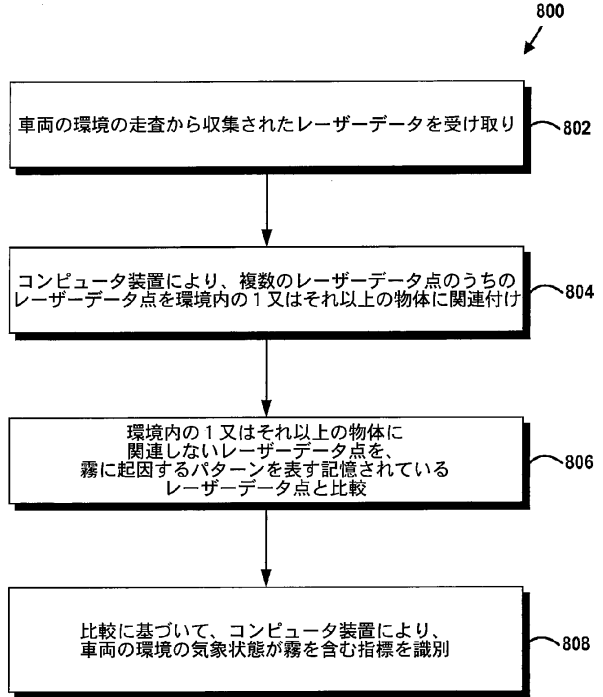 800
車両の環境の走査から収集されたレーザーデータを受け取り
802
コンピュータ装置により、複数のレーザーデータ点のうちの
レーザーデータ点を環境内の１又はそれ以上の物体に関連付け
804
環境内の１又はそれ以上の物体に
関連しないレーザーデータ点を、
霧に起因するパターンを表す記憶されている
レーザーデータ点と比較
806
比較に基づいて、コンピュータ装置により、
車両の環境の気象状態が霧を含む指標を識別
808